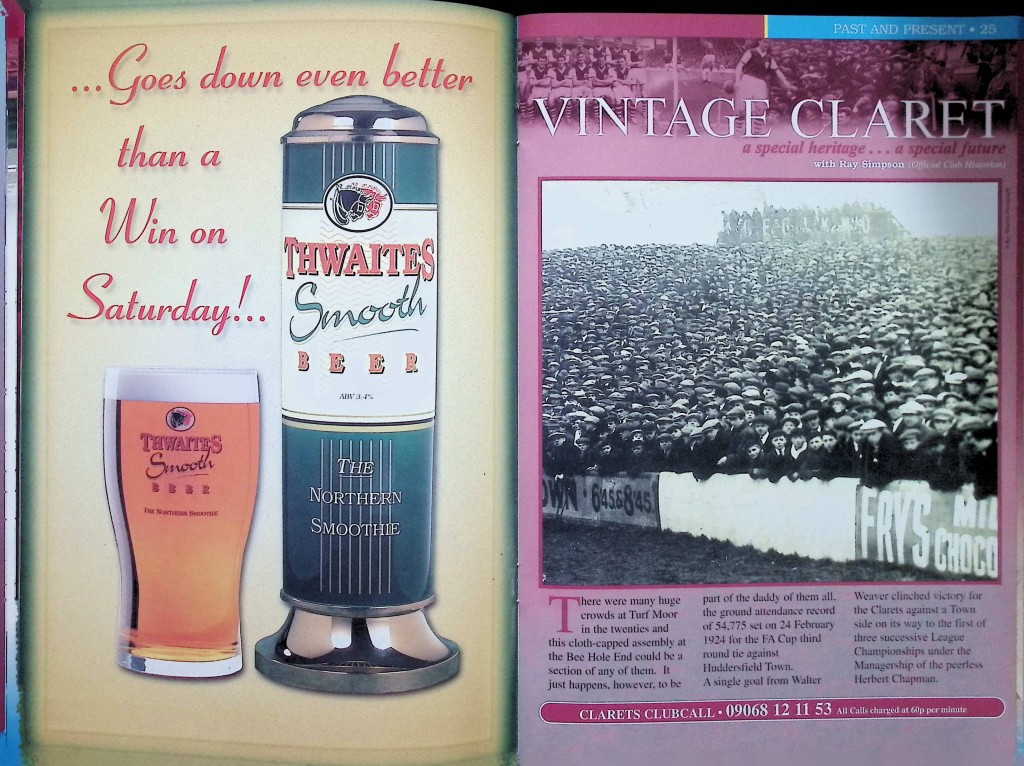 ...Goes down even better
than a
Win on
Saturday!..
THWAITES
Smooth
BEER
ABV 3.4%
THE
NORTHERN
SMOOTHIE
THWAITES
Smooth
BEER
THE NORTHERN SMOOTHIE
PAST AND PRESENT • 25
VINTAGE CLARET
a special heritage . . . a special future
with Ray Simpson (Official Club Historian)
OWN · 6.45 & 8.45
FRY'S
MIL
CHOCO
There were many huge
crowds at Turf Moor
in the twenties and
this cloth-capped assembly at
the Bee Hole End could be a
section of any of them. It
just happens, however, to be
part of the daddy of them all,
the ground attendance record
of 54,775 set on 24 February
1924 for the FA Cup third
round tie against
Huddersfield Town.
A single goal from Walter
Weaver clinched victory for
the Clarets against a Town
side on its way to the first of
three successive League
Championships under the
Managership of the peerless
Herbert Chapman.
CLARETS CLUBCALL • 09068 12 11 53 All Calls charged at 60p per minute